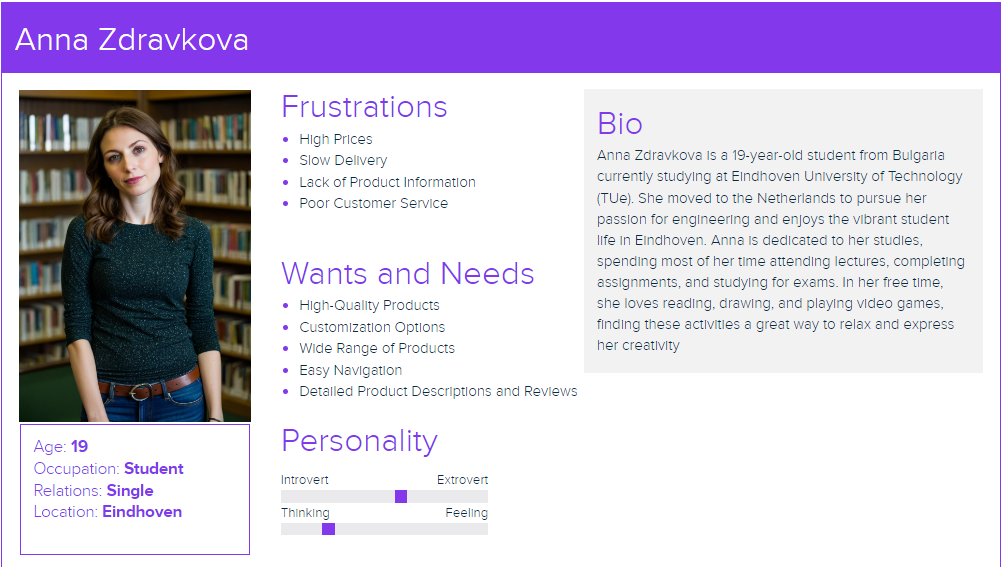 Anna Zdravkova
Frustrations
High Prices
Slow Delivery
Lack of Product Information
Poor Customer Service
Wants and Needs
High-Quality Products
Customization Options
Wide Range of Products
Easy Navigation
Detailed Product Descriptions and Reviews
Personality
Introvert Extrovert
Thinking Feeling
Bio
Anna Zdravkova is a 19-year-old student from Bulgaria
currently studying at Eindhoven University of Technology
(TUe). She moved to the Netherlands to pursue her
passion for engineering and enjoys the vibrant student
life in Eindhoven. Anna is dedicated to her studies,
spending most of her time attending lectures, completing
assignments, and studying for exams. In her free time,
she loves reading, drawing, and playing video games,
finding these activities a great way to relax and express
her creativity
Age: 19
Occupation: Student
Relations: Single
Location: Eindhoven